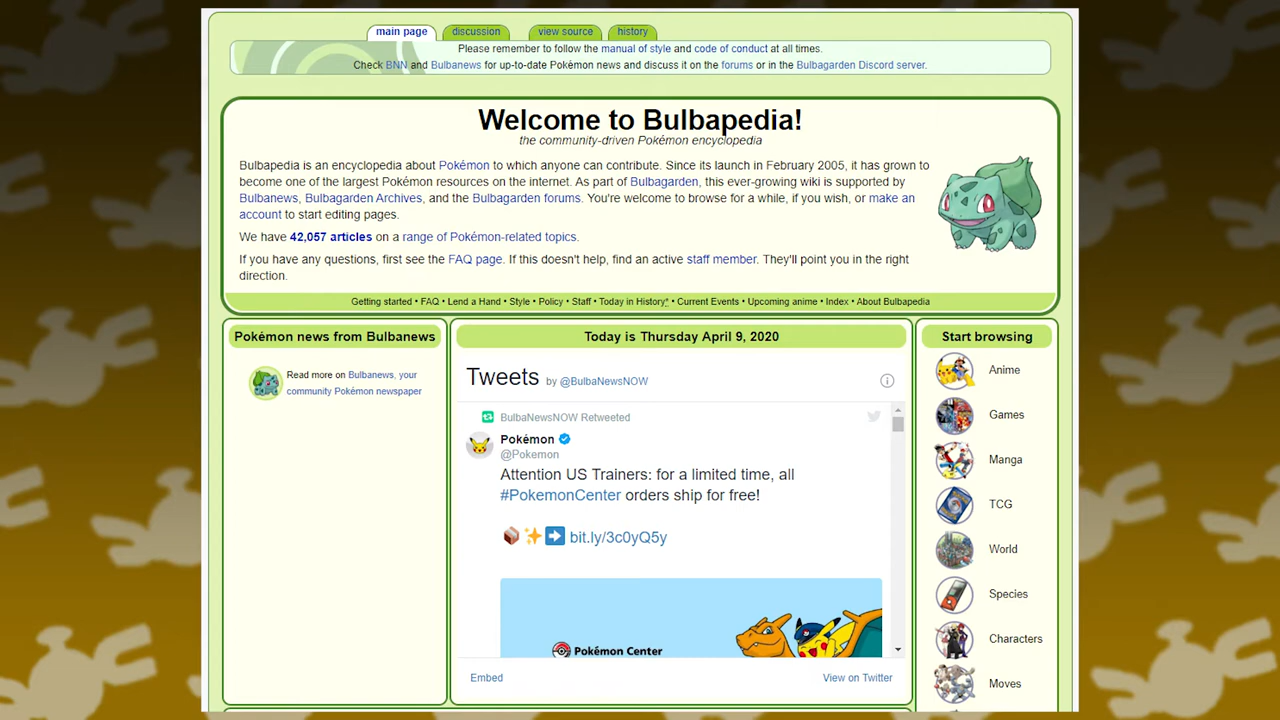 main page
discussion
view source
history
Please remember to follow the manual of style and code of conduct at all times.
Check BNN and Bulbanews for up-to-date Pokémon news and discuss it on the forums or in the Bulbagarden Discord server.
Welcome to Bulbapedia!
the community-driven Pokémon encyclopedia
Bulbapedia is an encyclopedia about Pokémon to which anyone can contribute. Since its launch in February 2005, it has grown to
become one of the largest Pokémon resources on the internet. As part of Bulbagarden, this ever-growing wiki is supported by
Bulbanews, Bulbagarden Archives, and the Bulbagarden forums. You're welcome to browse for a while, if you wish, or make an
account to start editing pages.
We have 42,057 articles on a range of Pokémon-related topics.
If you have any questions, first see the FAQ page. If this doesn't help, find an active staff member. They'll point you in the right
direction.
Getting started • FAQ • Lend a Hand • Style • Policy • Staff • Today in History* • Current Events • Upcoming anime • Index • About Bulbapedia
Pokémon news from Bulbanews
Read more on Bulbanews, your
community Pokémon newspaper
Today is Thursday April 9, 2020
Tweets by @BulbaNewsNOW
BulbaNewsNOW Retweeted
Pokémon
@Pokemon
Attention US Trainers: for a limited time, all
#PokemonCenter orders ship for free!
bit.ly/3c0yQ5y
Pokémon Center
Embed
View on Twitter
Start browsing
Anime
Games
Manga
TCG
World
Species
Characters
Moves